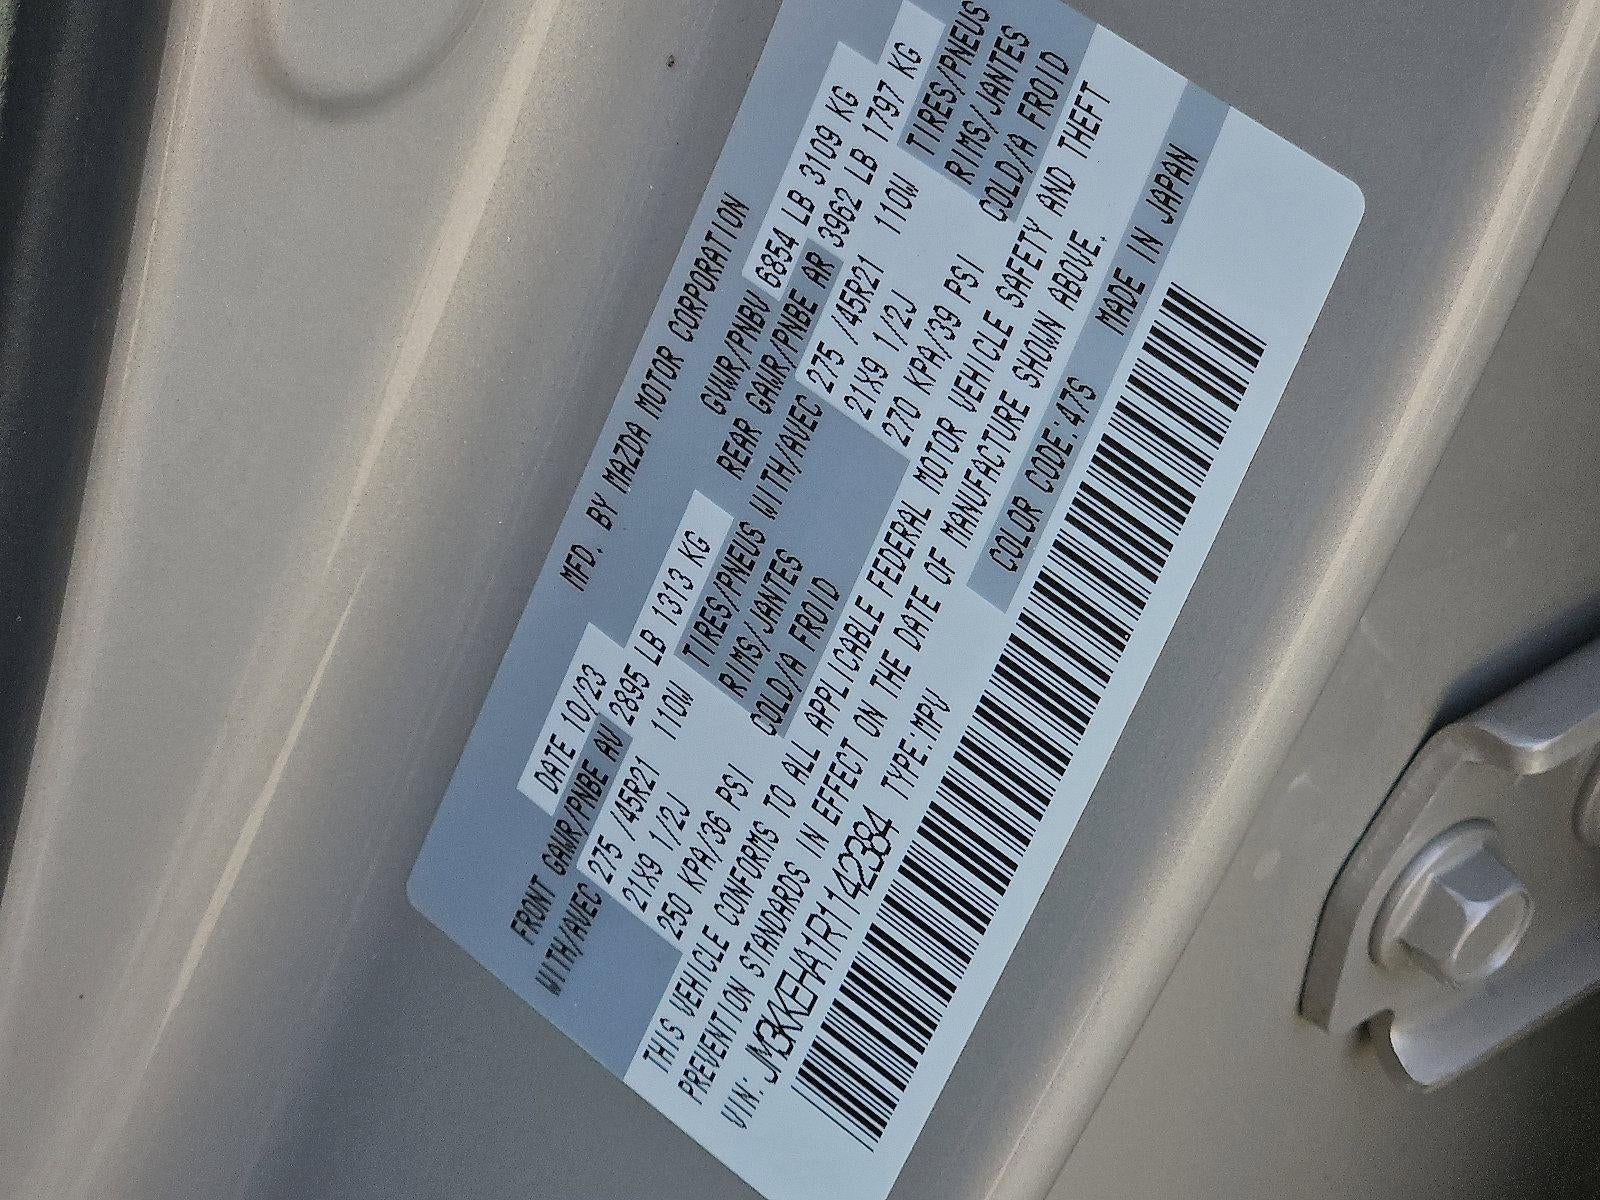 MFD. BY MAZDA MOTOR CORPORATION
DATE 10/23 GVWR/PNBV 6854 LB 3109 KG
FRONT GAWR/PNBE AV 2895 LB 1313 KG REAR GAWR/PNBE AR 3962 LB 1797 KG
WITH/AVEC 275 /45R21 110W TIRES/PNEUS WITH/AVEC 275 /45R21 110W TIRES/PNEUS
21X9 1/2J RIMS/JANTES 21X9 1/2J RIMS/JANTES
250 KPA/36 PSI COLD/A FROID 270 KPA/39 PSI COLD/A FROID
THIS VEHICLE CONFORMS TO ALL APPLICABLE FEDERAL MOTOR VEHICLE SAFETY AND THEFT
PREVENTION STANDARDS IN EFFECT ON THE DATE OF MANUFACTURE SHOWN ABOVE.
VIN: JM3KKEHA1R1142384 TYPE:MPV COLOR CODE:47S MADE IN JAPAN